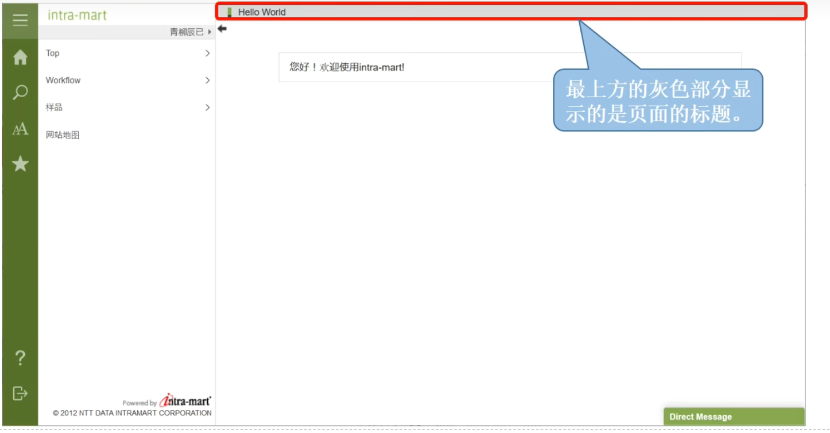 intra-mart
青柳辰巳
Top
Workflow
样品
网站地图
Powered by intra-mart
© 2012 NTT DATA INTRAMART CORPORATION
Hello World
您好！欢迎使用intra-mart!
最上方的灰色部分显
示的是页面的标题。
AA
?
Direct Message